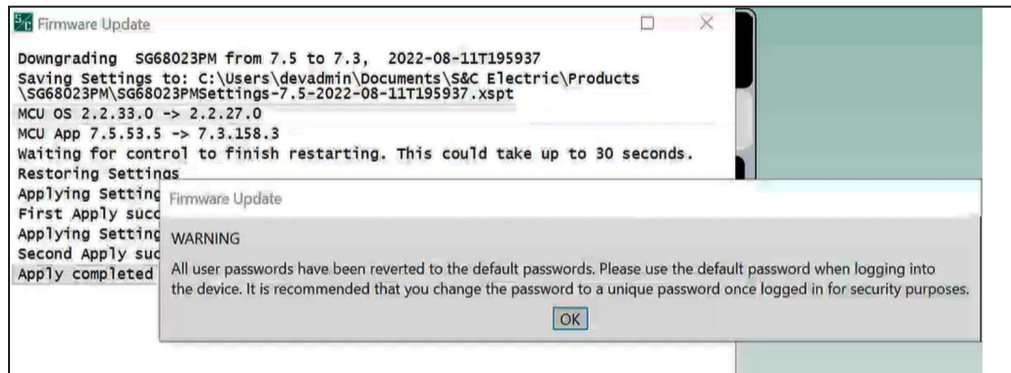 Firmware Update
Downgrading SG68023PM from 7.5 to 7.3, 2022-08-11T195937
Saving Settings to: C:\Users\devadmin\Documents\S&C Electric\Products
\SG68023PM\SG68023PMSettings-7.5-2022-08-11T195937.xspt
MCU OS 2.2.33.0 -> 2.2.27.0
MCU App 7.5.53.5 -> 7.3.158.3
Waiting for control to finish restarting. This could take up to 30 seconds.
Restoring Settings
Applying Setting
First Apply succ
Applying Setting
Second Apply suc
Apply completed
Firmware Update
WARNING
All user passwords have been reverted to the default passwords. Please use the default password when logging into
the device. It is recommended that you change the password to a unique password once logged in for security purposes.
OK